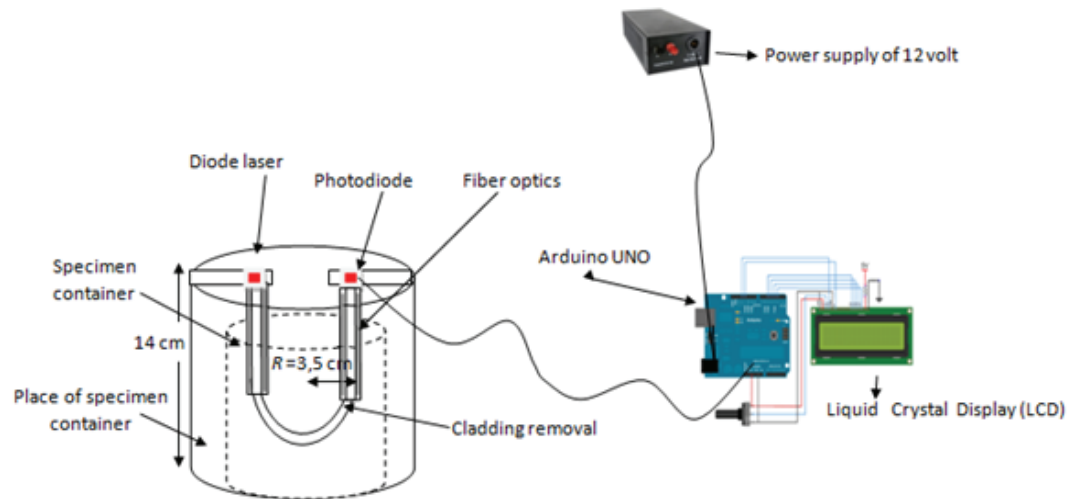 Power supply of 12 volt
Diode laser
Photodiode
Fiber optics
Arduino UNO
Specimen
container
14 cm
R=3,5 cm
Place of specimen
container
Cladding removal
Liquid Crystal Display (LCD)